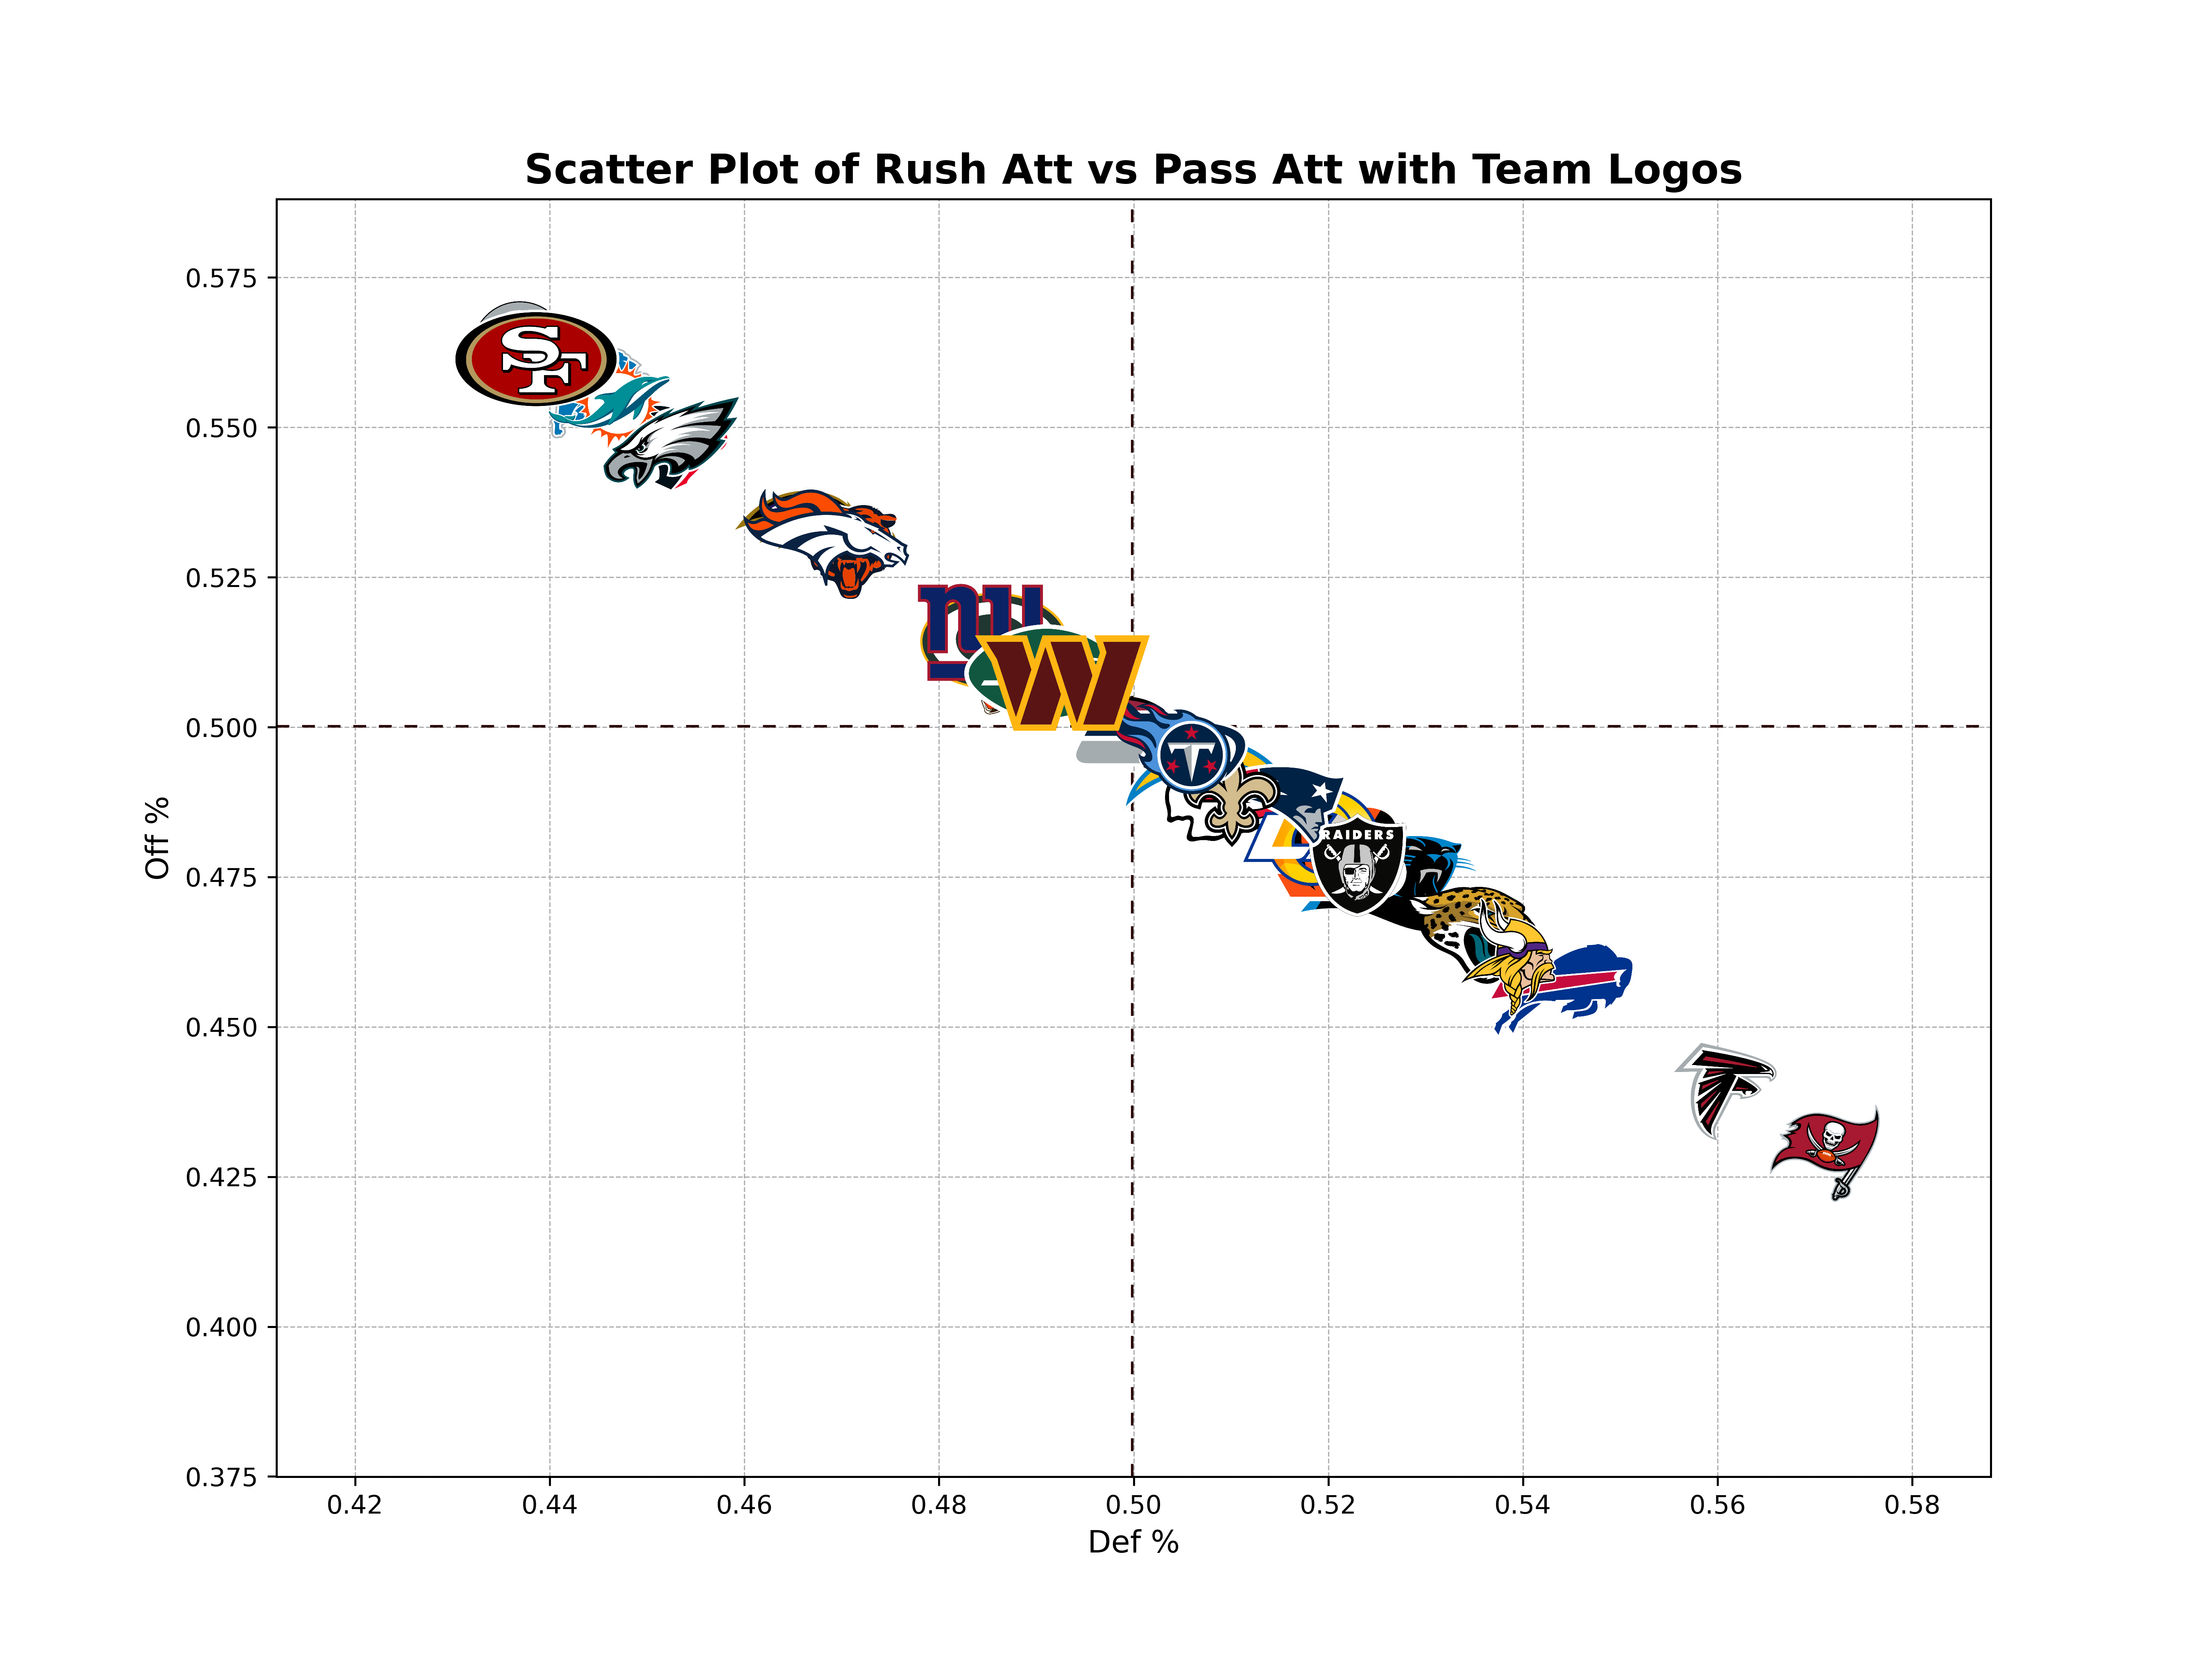 Scatter Plot of Rush Att vs Pass Att with Team Logos
Off %
0.575
0.550
0.525
0.500
0.475
0.450
0.425
0.400
0.375
SF
ny
W
T
RAIDERS
0.42 0.44 0.46 0.48 0.50 0.52 0.54 0.56 0.58
Def %